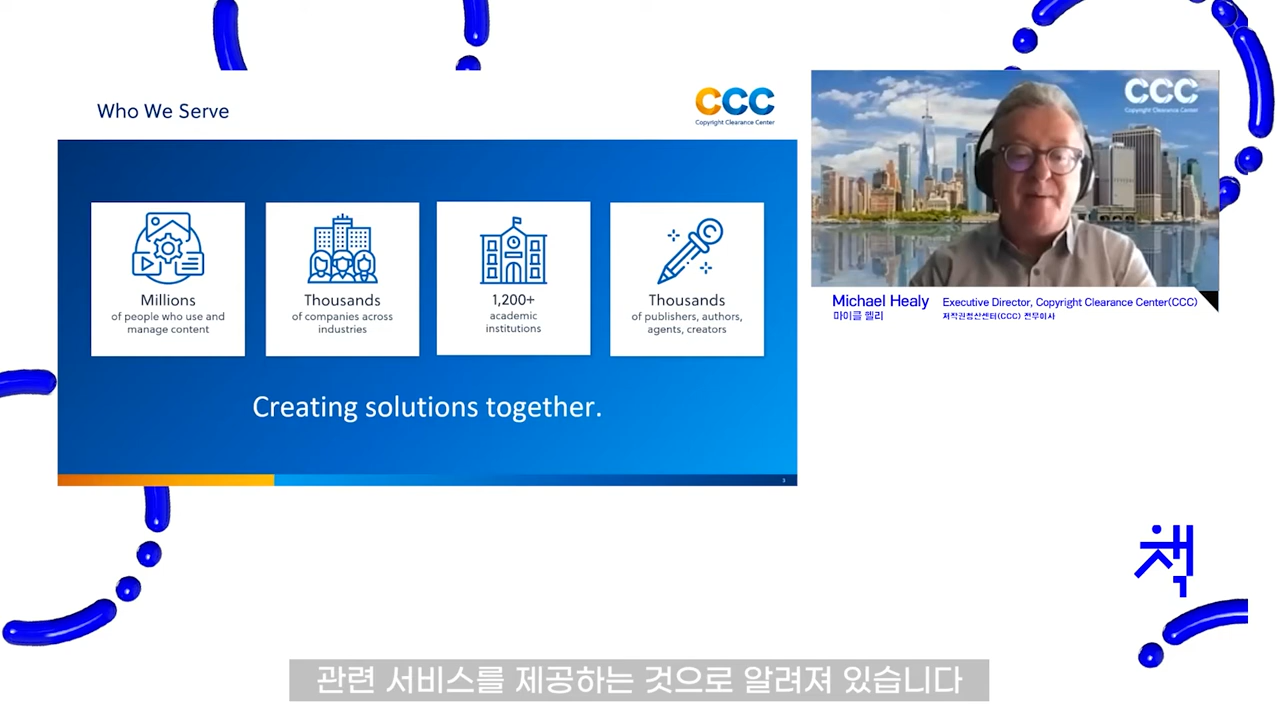 Who We Serve
CCC
Copyright Clearance Center
Millions
of people who use and
manage content
Thousands
of companies across
industries
1,200+
academic
institutions
Thousands
of publishers, authors,
agents, creators
Creating solutions together.
3
CCC
Copyright Clearance Center
Michael Healy
마이클 힐리
Executive Director, Copyright Clearance Center(CCC)
저작권정산센터(CCC) 전무이사
책
관련 서비스를 제공하는 것으로 알려져 있습니다